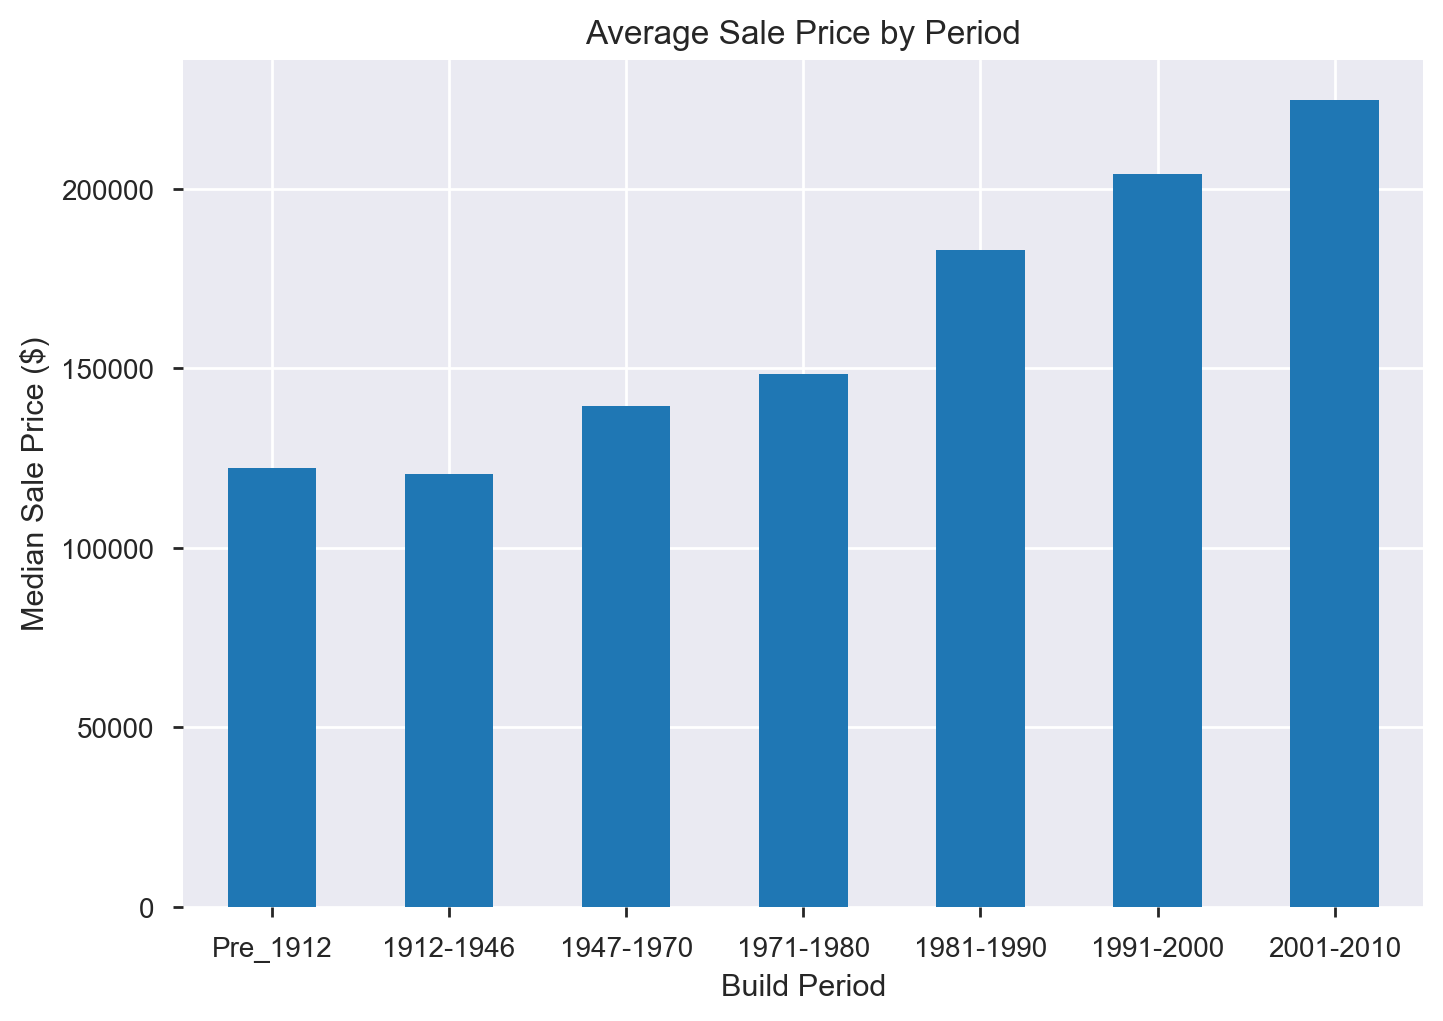 Average Sale Price by Period
Median Sale Price ($)
200000
150000
100000
50000
0
Pre_1912 1912-1946 1947-1970 1971-1980 1981-1990 1991-2000 2001-2010
Build Period